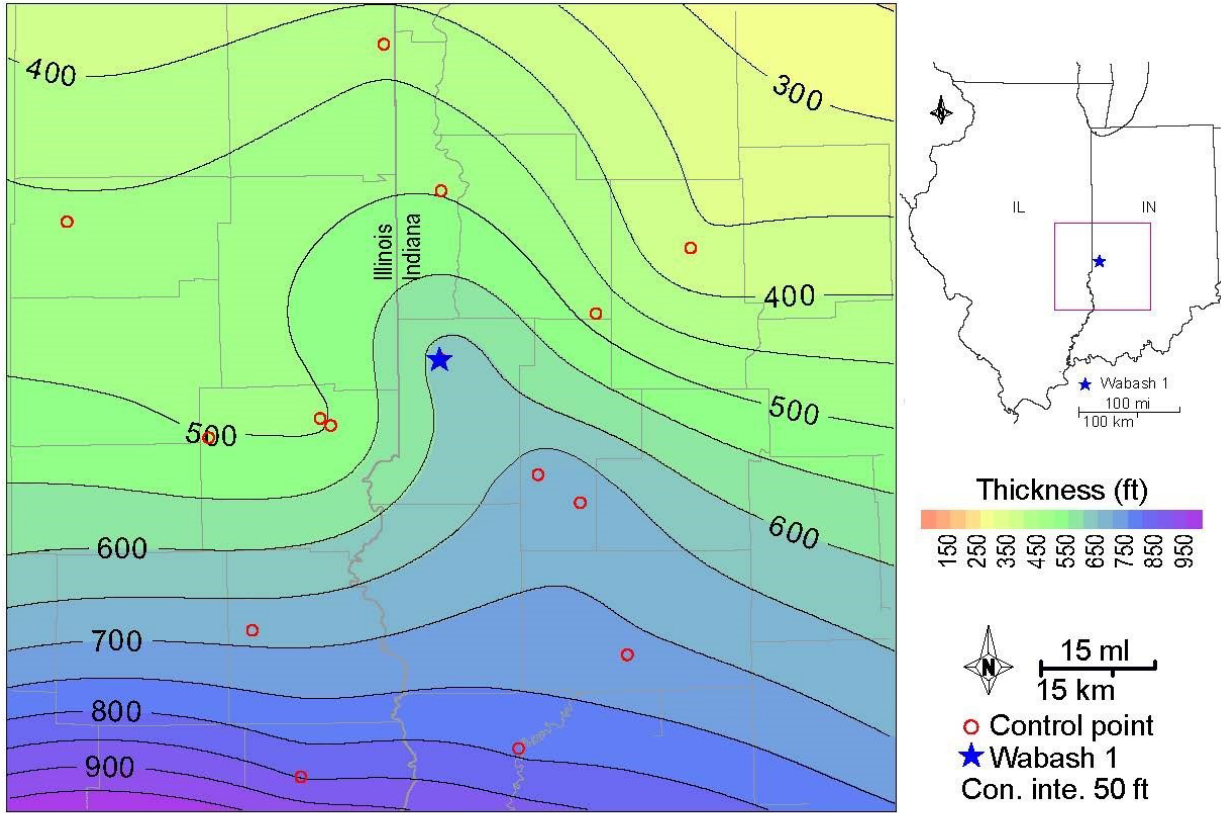 400
300
Illinois
Indiana
400
500
500
600
600
700
800
900
N
IL
IN
Wabash 1
100 mi
100 km
Thickness (ft)
150 250 350 450 550 650 750 850 950
N
15 ml
15 km
Control point
Wabash 1
Con. inte. 50 ft